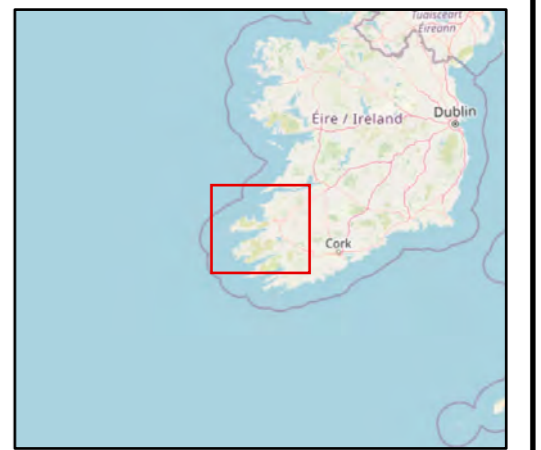 Tuaisceart
Éireann
Éire / Ireland
Dublin
Cork